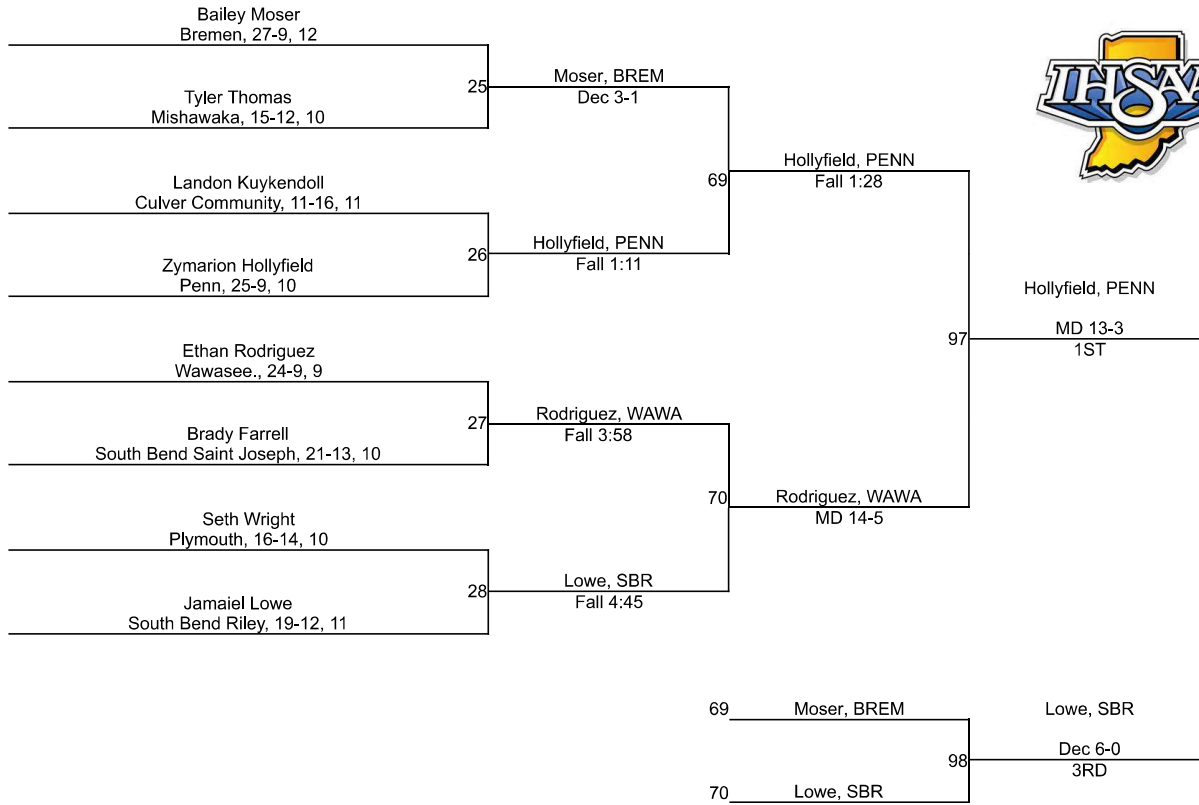 Bailey Moser
Bremen, 27-9, 12
25
Moser, BREM
Dec 3-1
Tyler Thomas
Mishawaka, 15-12, 10
IHSAA
69
Hollyfield, PENN
Fall 1:28
Landon Kuykendoll
Culver Community, 11-16, 11
26
Hollyfield, PENN
Fall 1:11
Zymarion Hollyfield
Penn, 25-9, 10
Hollyfield, PENN
97
MD 13-3
1ST
Ethan Rodriguez
Wawasee., 24-9, 9
27
Rodriguez, WAWA
Fall 3:58
Brady Farrell
South Bend Saint Joseph, 21-13, 10
70
Rodriguez, WAWA
MD 14-5
Seth Wright
Plymouth, 16-14, 10
28
Lowe, SBR
Fall 4:45
Jamaiel Lowe
South Bend Riley, 19-12, 11
69
Moser, BREM
Lowe, SBR
98
Dec 6-0
3RD
70
Lowe, SBR